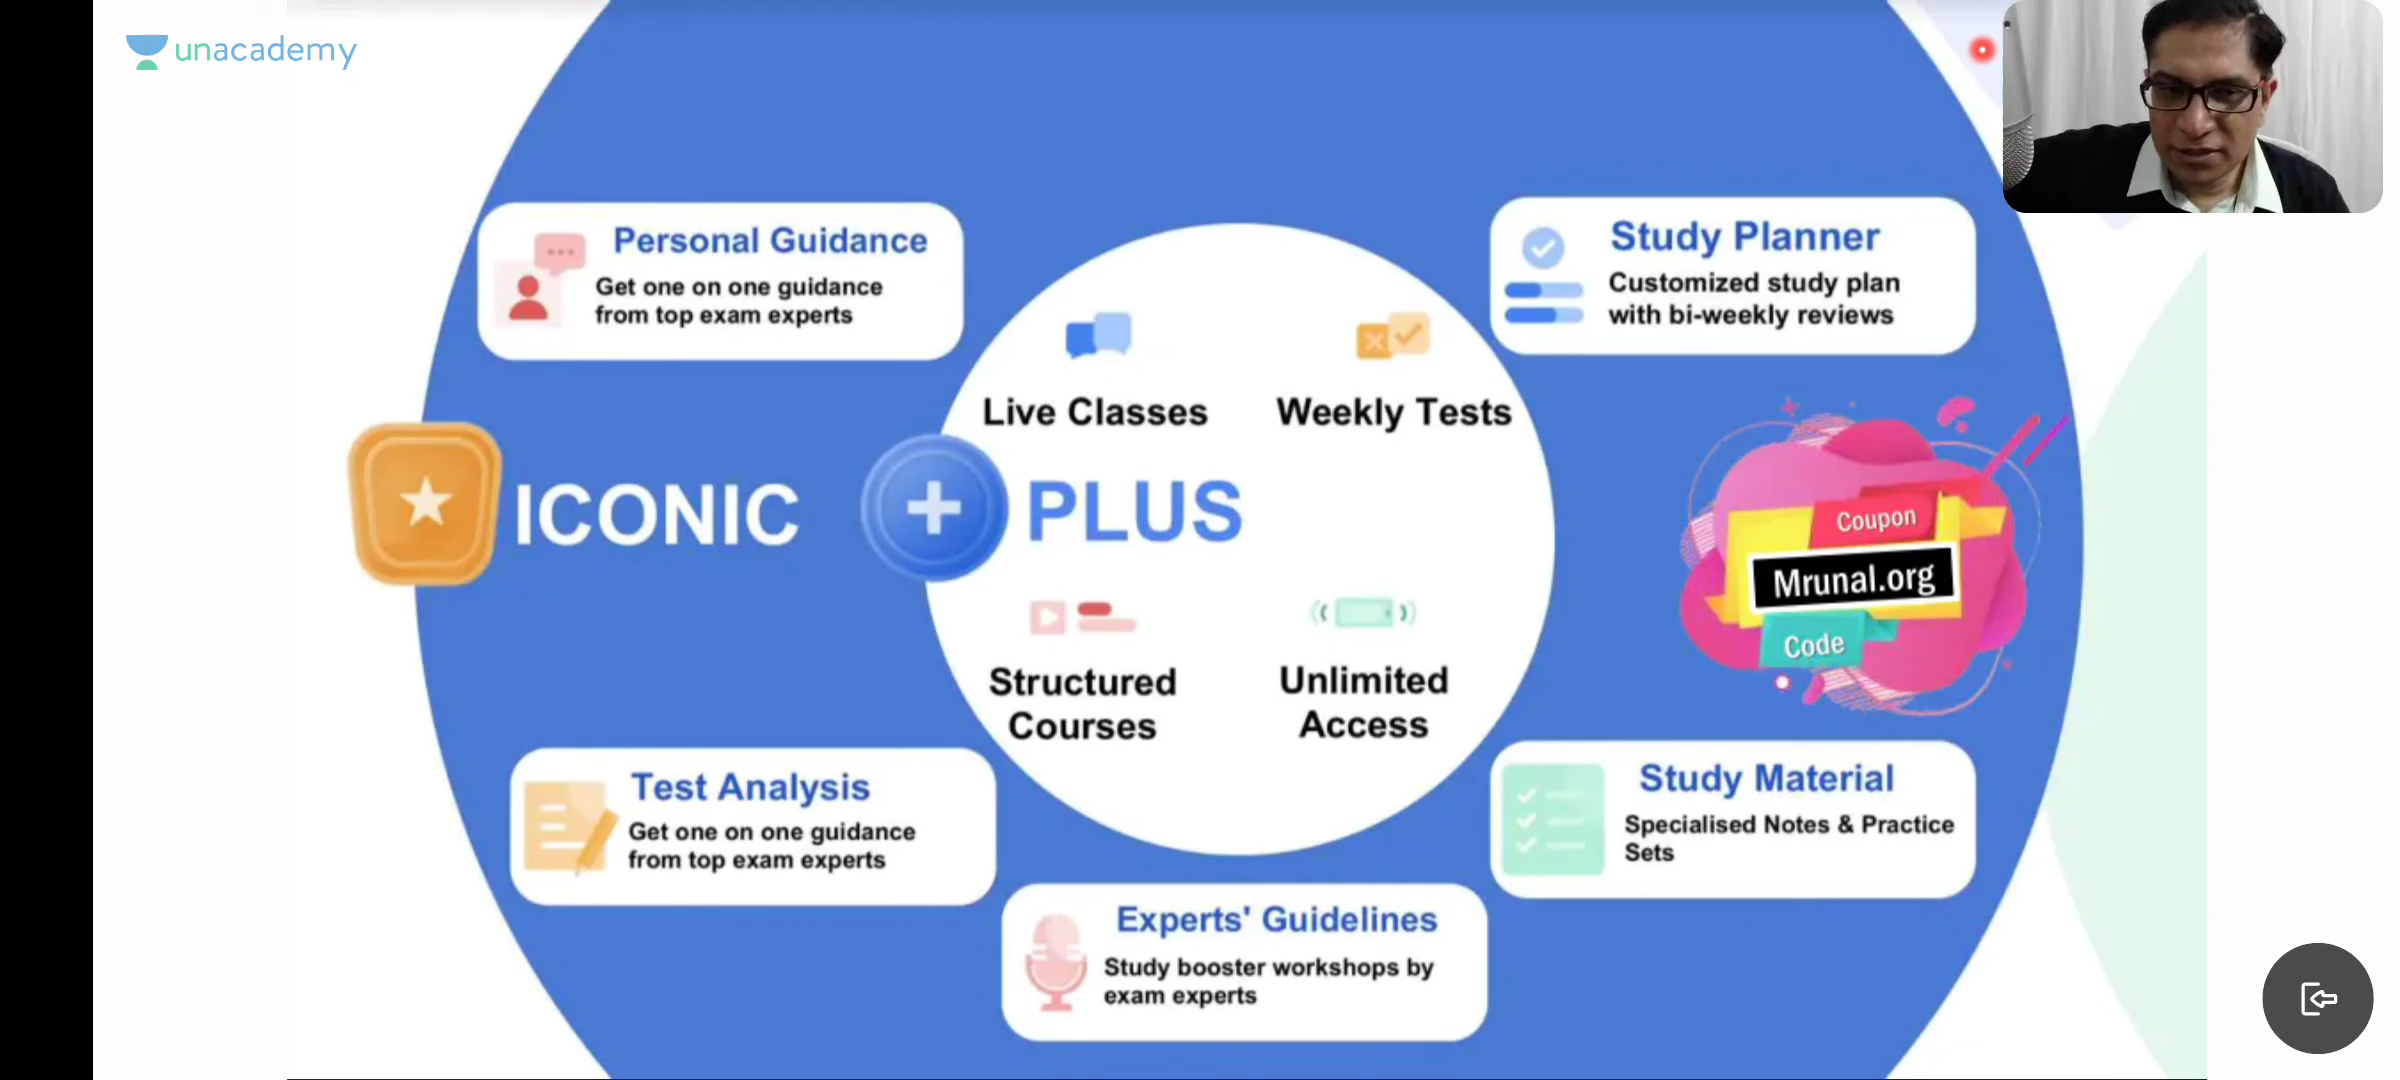 unacademy
Personal Guidance
Get one on one guidance
from top exam experts
Study Planner
Customized study plan
with bi-weekly reviews
Live Classes
Weekly Tests
ICONIC
PLUS
Coupon
Mrunal.org
Code
Structured
Courses
Unlimited
Access
Test Analysis
Get one on one guidance
from top exam experts
Study Material
Specialised Notes & Practice
Sets
Experts' Guidelines
Study booster workshops by
exam experts